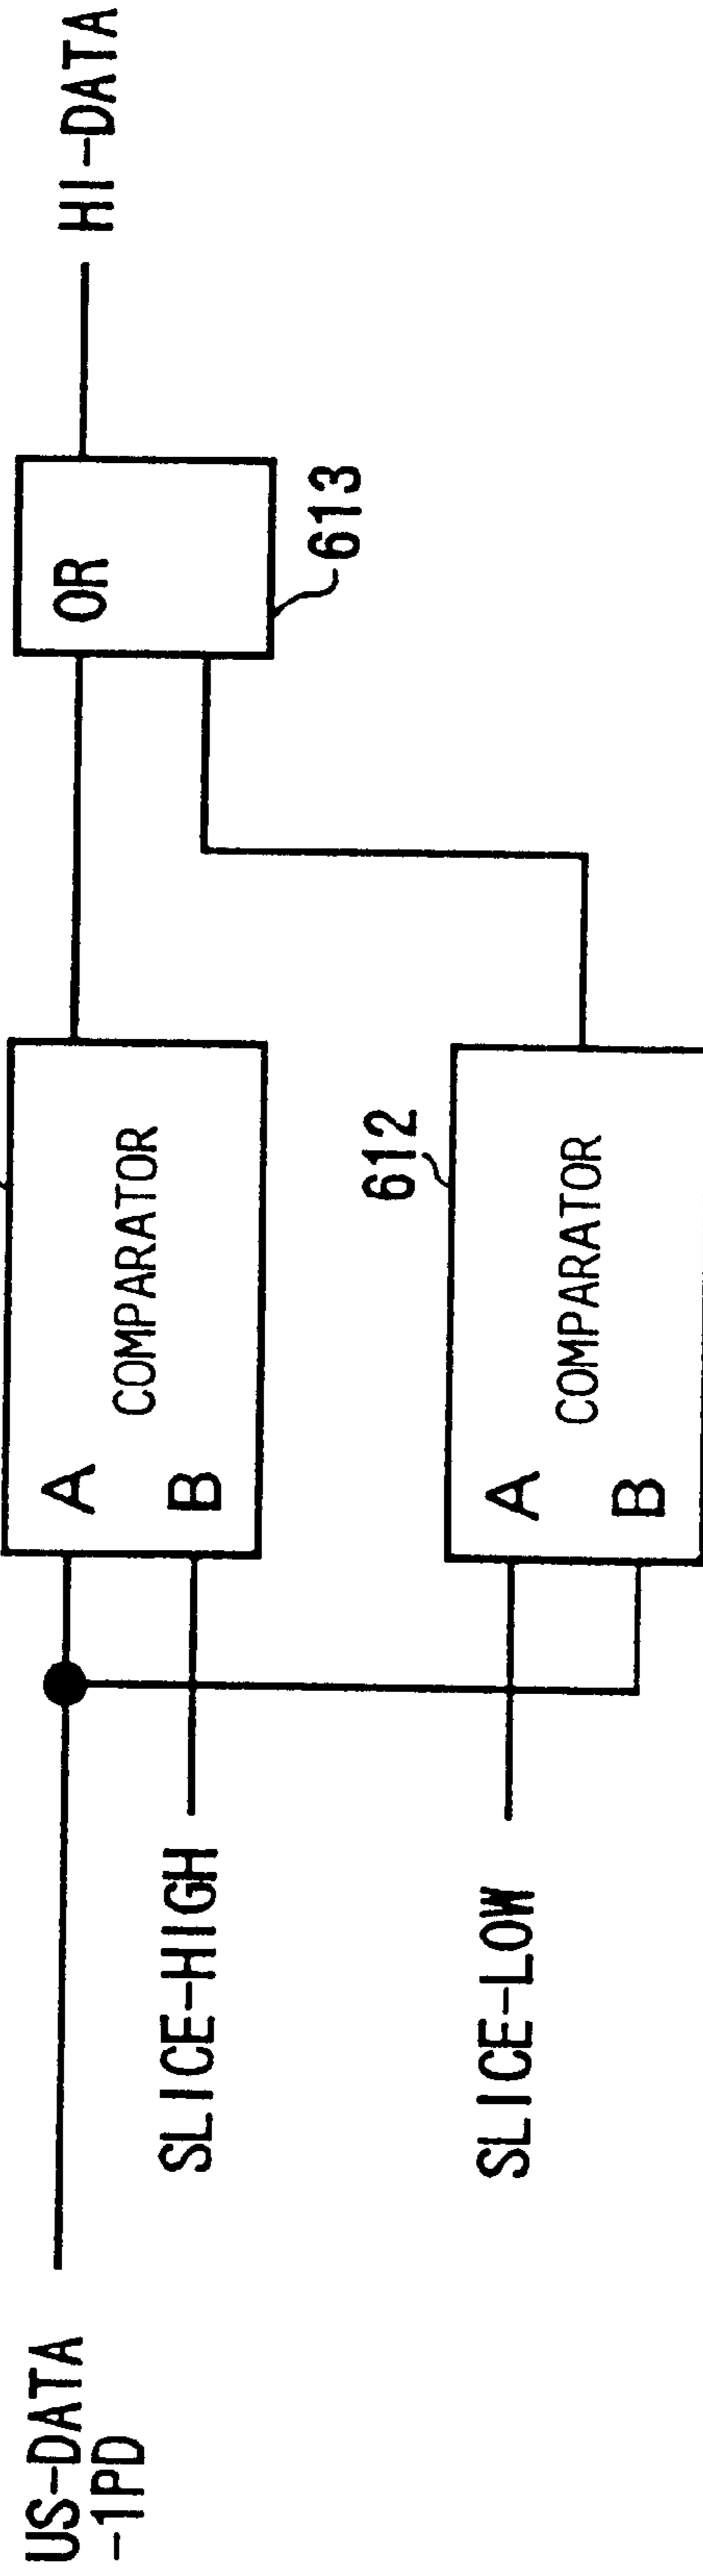 US-DATA
-1PD
SLICE-HIGH
SLICE-LOW
A
B
COMPARATOR
612
A
B
COMPARATOR
OR
613
HI-DATA